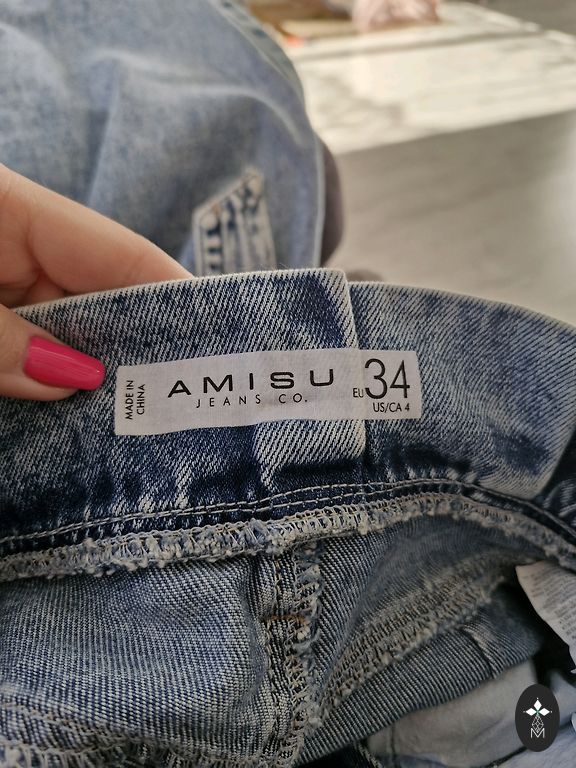 MADE IN
CHINA
AMISU
JEANS CO.
EU 34
US/CA 4